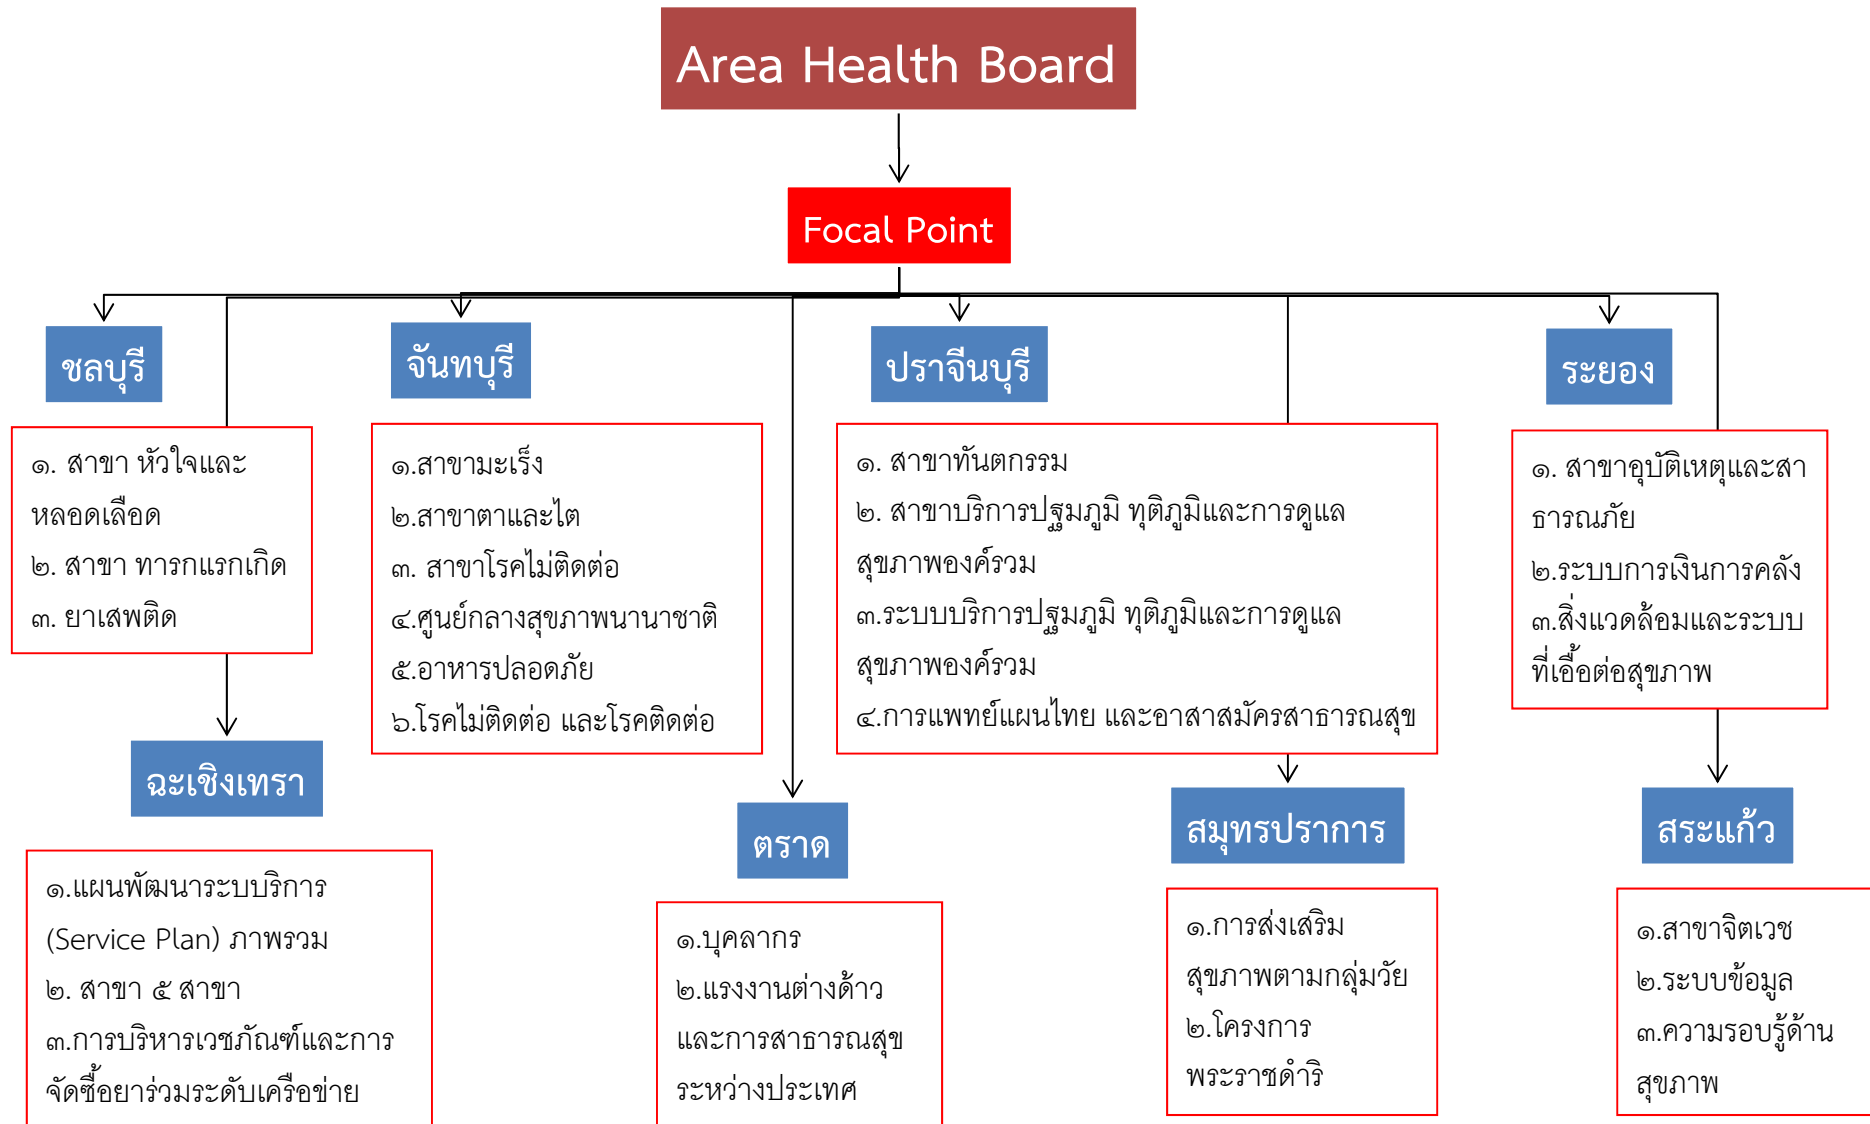 Area Health Board
Focal Point
ชลบุรี
๑. สาขา หัวใจและ
หลอดเลือด
๒. สาขา ทารกแรกเกิด
๓. ยาเสพติด
จันทบุรี
๑.สาขามะเร็ง
๒.สาขาตาและไต
๓. สาขาโรคไม่ติดต่อ
๔.ศูนย์กลางสุขภาพนานาชาติ
๕.อาหารปลอดภัย
๖.โรคไม่ติดต่อ และโรคติดต่อ
ปราจีนบุรี
๑. สาขาทันตกรรม
๒. สาขาบริการปฐมภูมิ ทุติภูมิและการดูแล
สุขภาพองค์รวม
๓.ระบบบริการปฐมภูมิ ทุติภูมิและการดูแล
สุขภาพองค์รวม
๔.การแพทย์แผนไทย และอาสาสมัครสาธารณสุข
ระยอง
๑. สาขาอุบัติเหตุและสา
ธารณภัย
๒.ระบบการเงินการคลัง
๓.สิ่งแวดล้อมและระบบ
ที่เอื้อต่อสุขภาพ
ฉะเชิงเทรา
๑.แผนพัฒนาระบบริการ
(Service Plan) ภาพรวม
๒. สาขา ๕ สาขา
๓.การบริหารเวชภัณฑ์และการ
จัดซื้อยาร่วมระดับเครือข่าย
ตราด
๑.บุคลากร
๒.แรงงานต่างด้าว
และการสาธารณสุข
ระหว่างประเทศ
สมุทรปราการ
๑.การส่งเสริม
สุขภาพตามกลุ่มวัย
๒.โครงการ
พระราชดำริ
สระแก้ว
๑.สาขาจิตเวช
๒.ระบบข้อมูล
๓.ความรอบรู้ด้าน
สุขภาพ